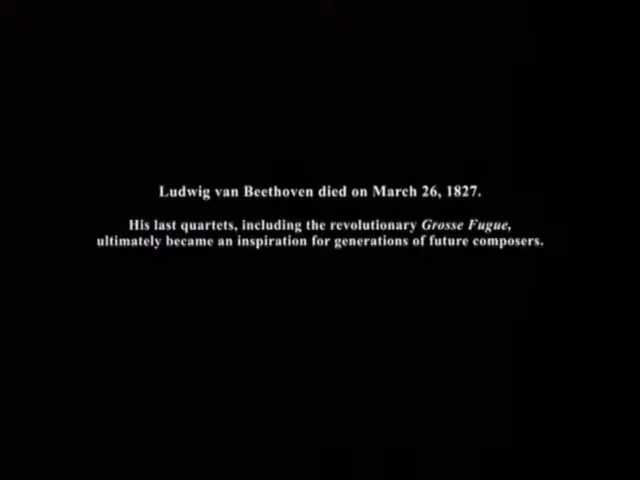 Ludwig van Beethoven died on March 26, 1827.
His last quartets, including the revolutionary Grosse Fugue,
ultimately became an inspiration for generations of future composers.